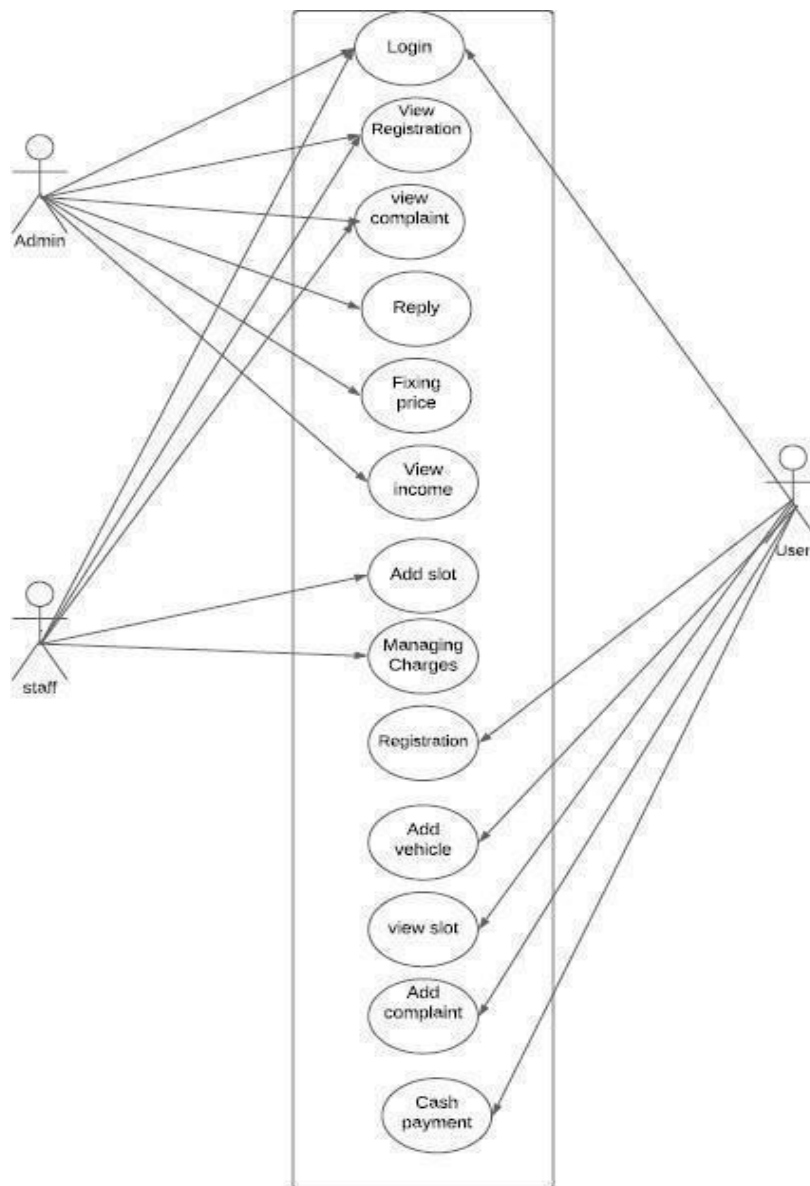 Login
View
Registration
view
complaint
Admin
Reply
Fixing
price
View
income
User
Add slot
Managing
Charges
staff
Registration
Add
vehicle
view slot
Add
complaint
Cash
payment